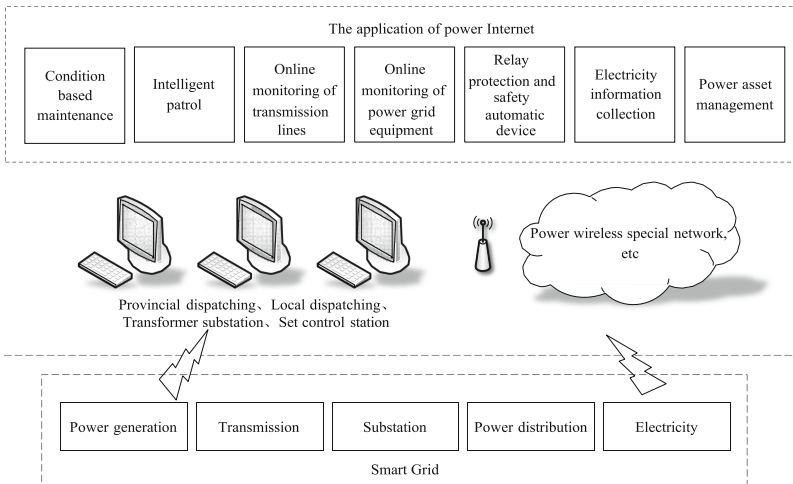 The application of power Internet
Condition
based
maintenance
Intelligent
patrol
Online
monitoring of
transmission
lines
Online
monitoring of
power grid
equipment
Relay
protection and
safety
automatic
device
Electricity
information
collection
Power asset
management
Power wireless special network,
etc
Provincial dispatching、Local dispatching、
Transformer substation、Set control station
Power generation
Transmission
Substation
Power distribution
Electricity
Smart Grid